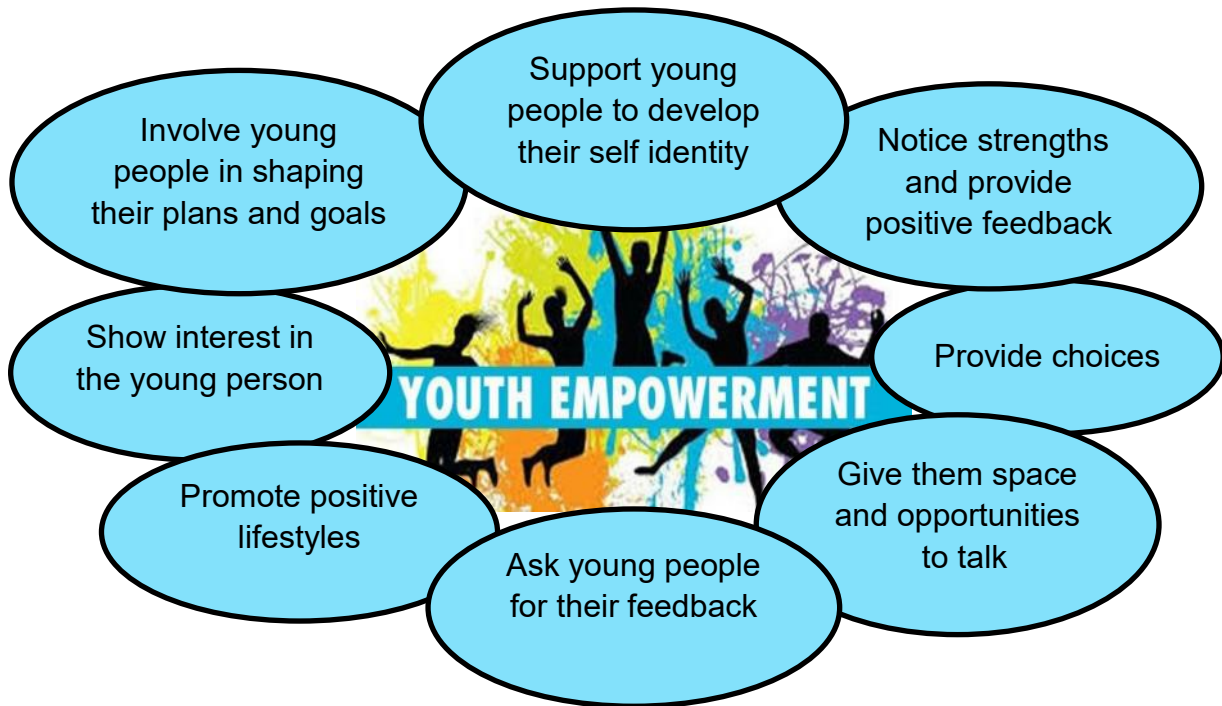 Support young
people to develop
their self identity
Notice strengths
and provide
positive feedback
Provide choices
Give them space
and opportunities
to talk
Ask young people
for their feedback
Promote positive
lifestyles
Show interest in
the young person
Involve young
people in shaping
their plans and goals
YOUTH EMPOWERMENT